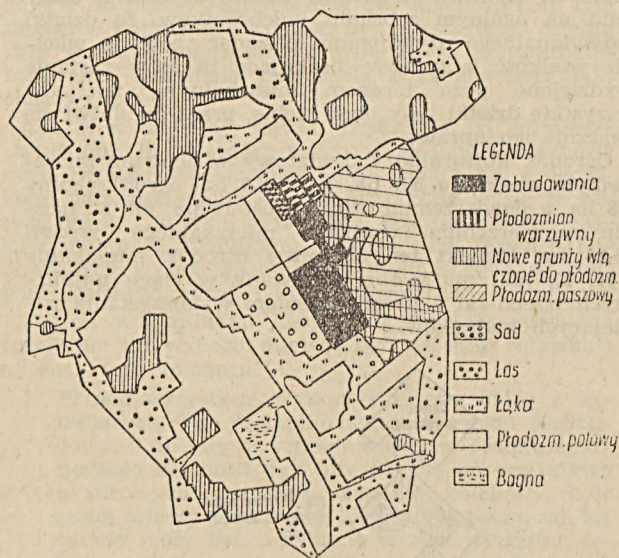 LEGENDA
Zabudowania
Płodozmian
warzywny
Nowe grunty włą
czone do płodozm.
Płodozm. paszowy
Sad
Las
Łąka
Płodozm. polowy
Bagna